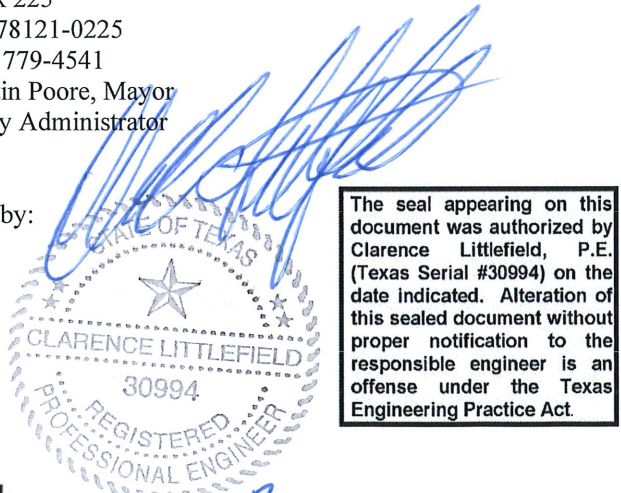 x 225
78121-0225
779-4541
tin Poore, Mayor
y Administrator
by:
STATE OF TEXAS
CLARENCE LITTLEFIELD
30994
REGISTERED
PROFESSIONAL ENGINEER
The seal appearing on this
document was authorized by
Clarence Littlefield, P.E.
(Texas Serial #30994) on the
date indicated. Alteration of
this sealed document without
proper notification to the
responsible engineer is an
offense under the Texas
Engineering Practice Act.